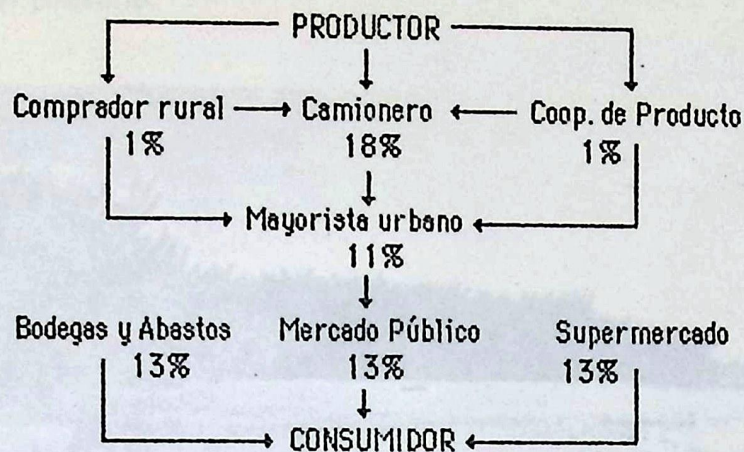 PRODUCTOR
Comprador rural Camionero Coop. de Producto
1% 18% 1%
Mayorista urbano
11%
Bodegas y Abastos Mercado Público Supermercado
13% 13% 13%
CONSUMIDOR